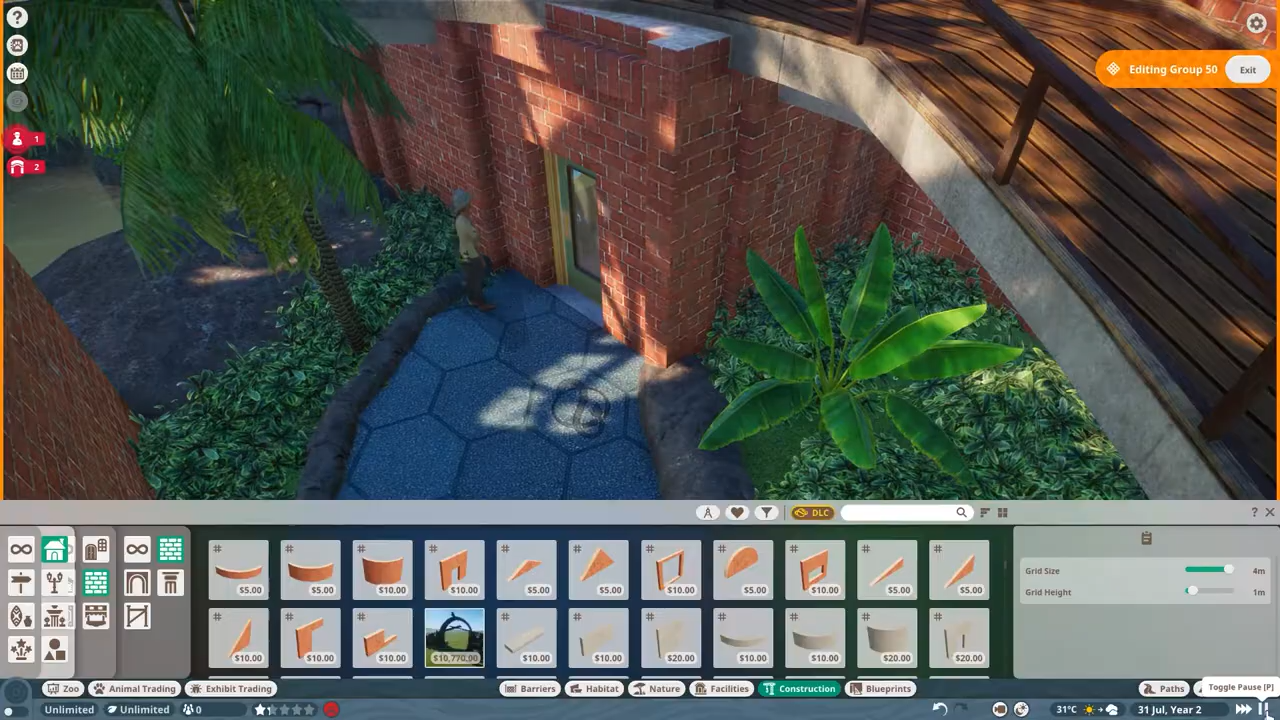 Editing Group 50
Exit
1
2
DLC
?
$5.00
$5.00
$10.00
$10.00
$5.00
$5.00
$10.00
$5.00
$10.00
$5.00
$5.00
Grid Size
4m
Grid Height
1m
$10.00
$10.00
$10.00
$10,770.00
$10.00
$10.00
$20.00
$10.00
$10.00
$20.00
$20.00
Zoo
Animal Trading
Exhibit Trading
Barriers
Habitat
Nature
Facilities
Construction
Blueprints
Paths
Toggle Pause [P]
Unlimited
Unlimited
0
31°C
31 Jul, Year 2